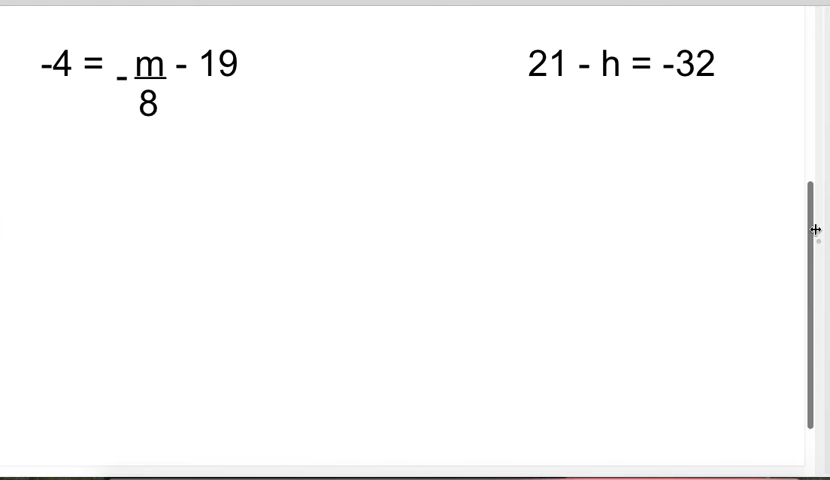 -4 = -m - 19
8
21 - h = -32